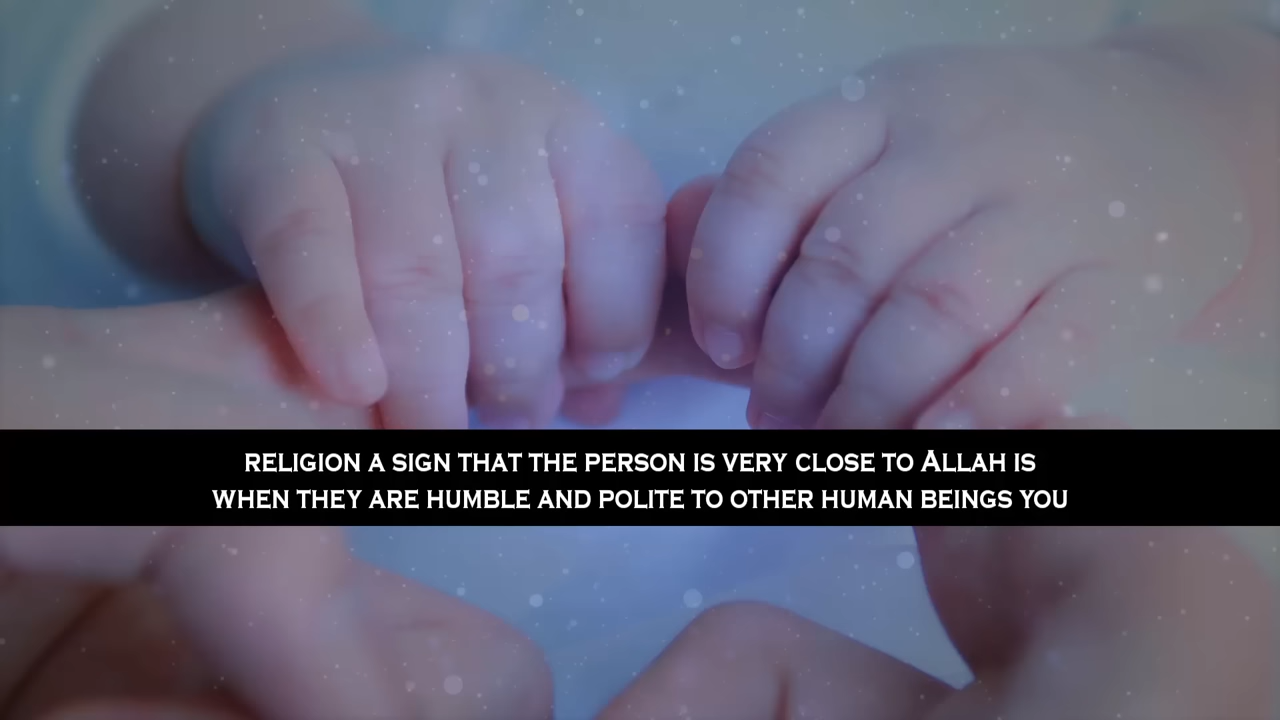 RELIGION A SIGN THAT THE PERSON IS VERY CLOSE TO ALLAH IS
WHEN THEY ARE HUMBLE AND POLITE TO OTHER HUMAN BEINGS YOU